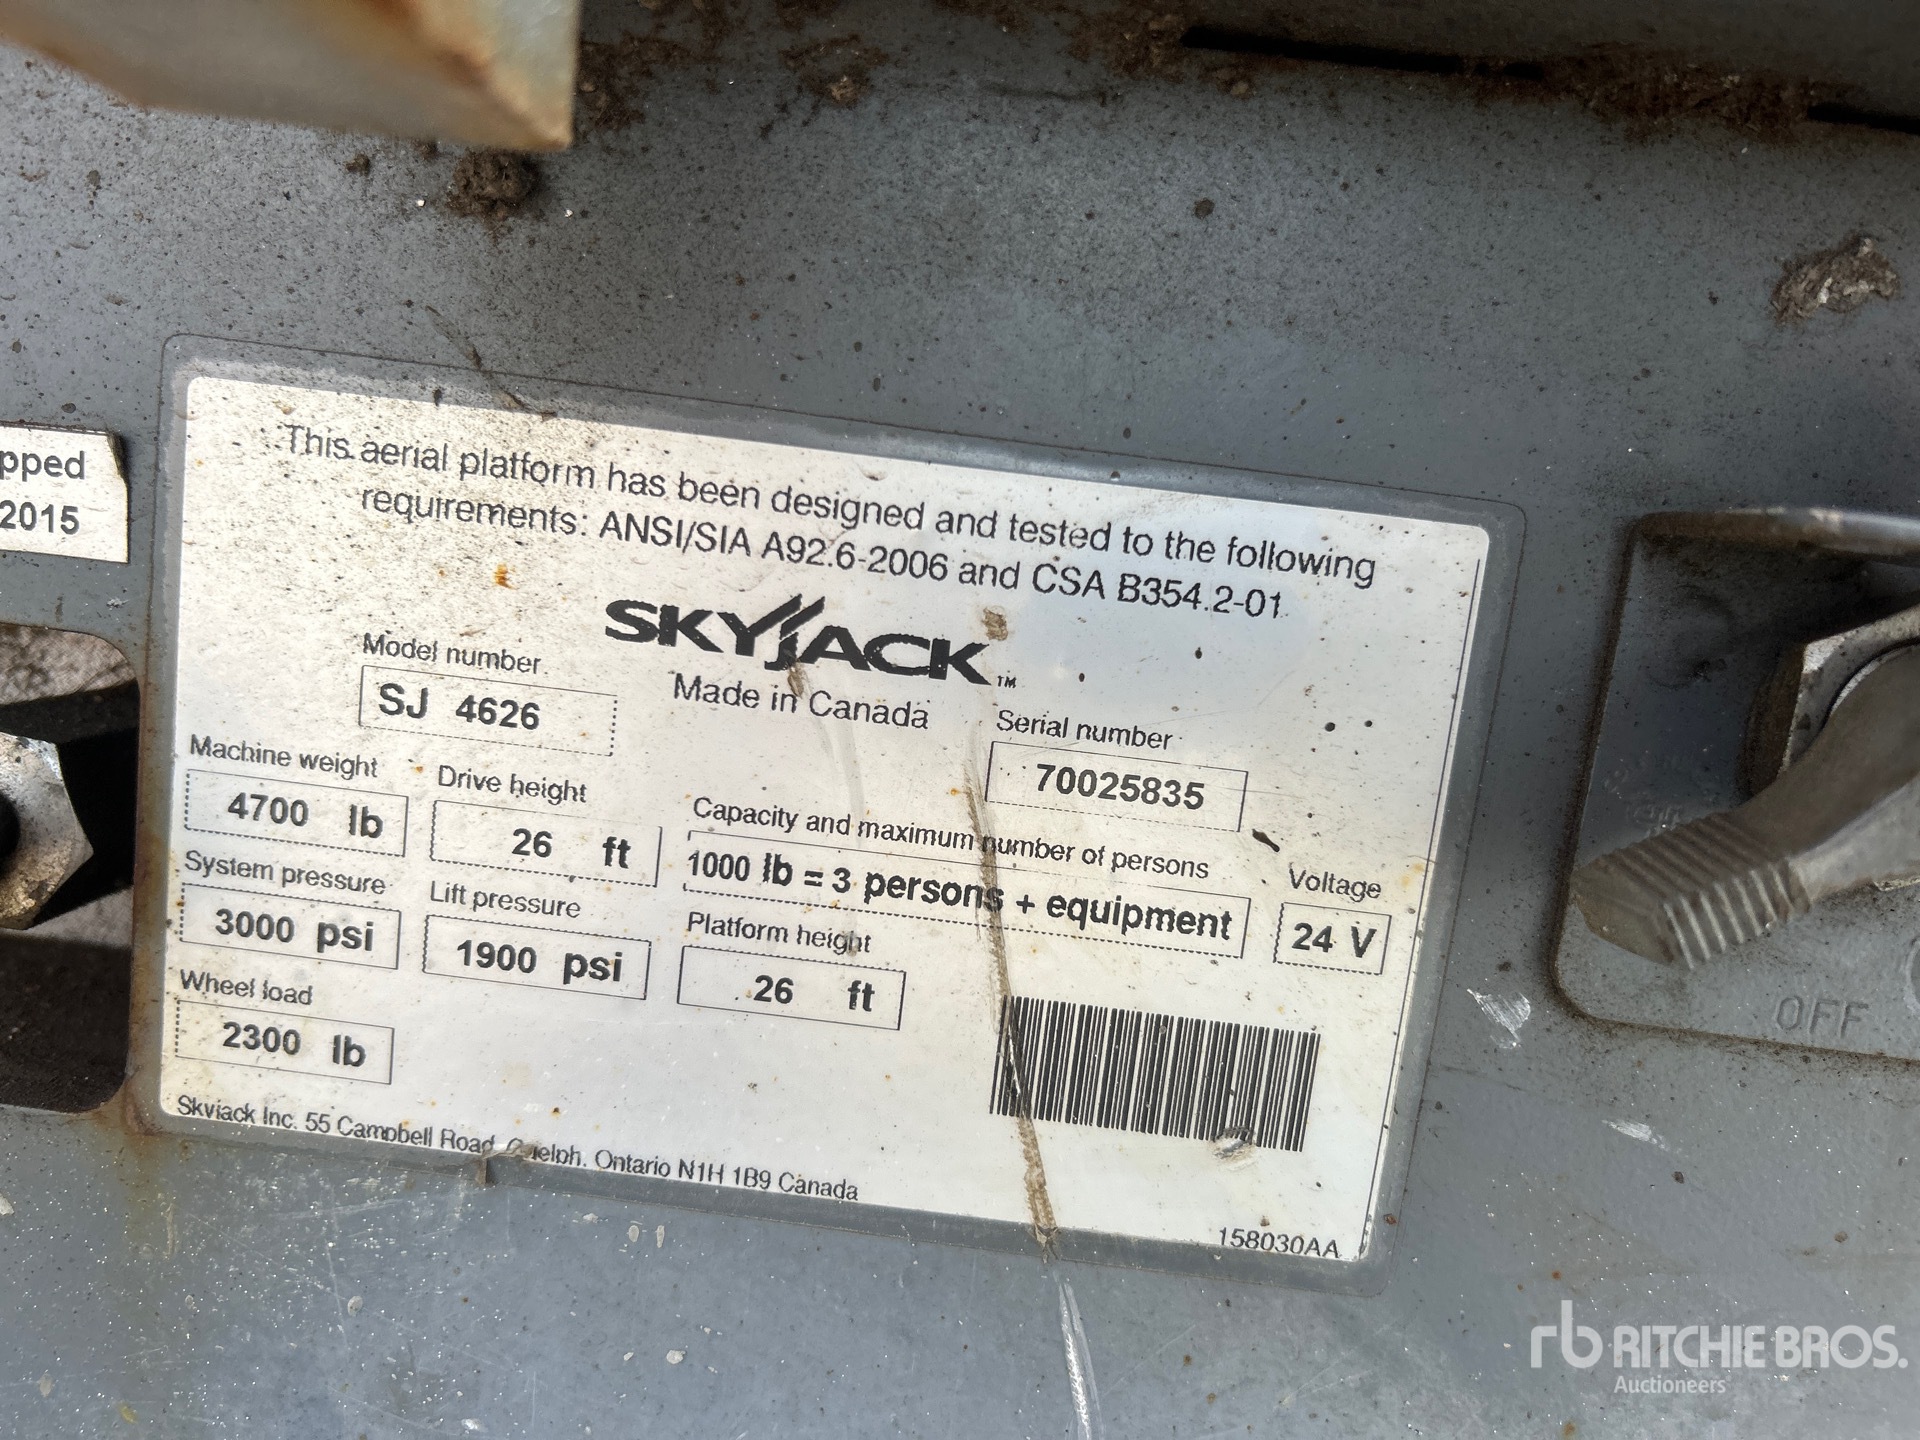 pped
2015
This aerial platform has been designed and tested to the following
requirements: ANSI/SIA A92.6-2006 and CSA B354.2-01
SKYJACK™
Made in Canada
Model number
SJ 4626
Serial number
70025835
Machine weight
4700 lb
Drive height
26 ft
Capacity and maximum number of persons
1000 lb = 3 persons + equipment
Voltage
24 V
System pressure
3000 psi
Lift pressure
1900 psi
Platform height
26 ft
Wheel load
2300 lb
Skyjack Inc. 55 Campbell Road, Guelph, Ontario N1H 1B9 Canada
158030AA
OFF
rb RITCHIE BROS.
Auctioneers